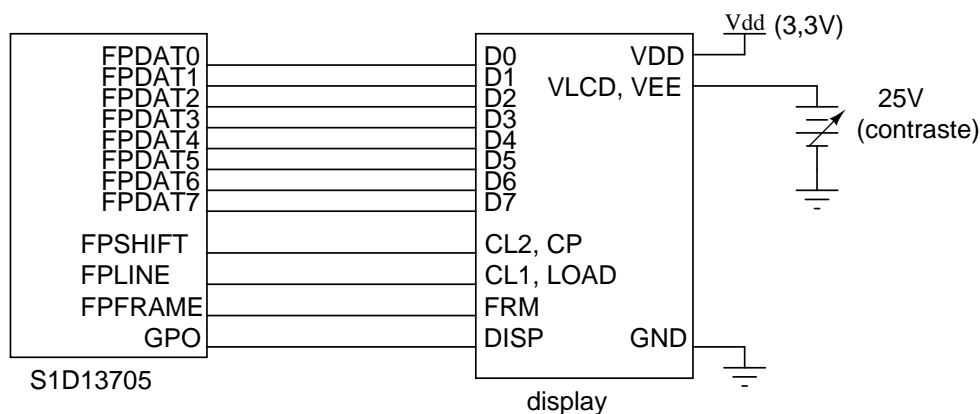 Vdd (3,3V)
FPDAT0 D0 VDD
FPDAT1 D1
FPDAT2 D2 VLCD, VEE
FPDAT3 D3
FPDAT4 D4
FPDAT5 D5
FPDAT6 D6
FPDAT7 D7
25V
(contraste)
FPSHIFT CL2, CP
FPLINE CL1, LOAD
FPFRAME FRM
GPO DISP GND
S1D13705
display